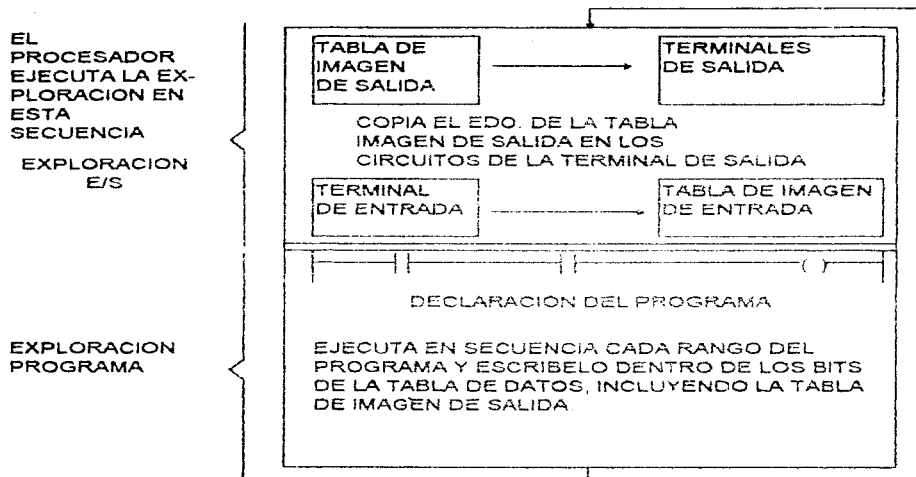 EL
PROCESADOR
EJECUTA LA EX-
PLORACION EN
ESTA
SECUENCIA
EXPLORACION
E/S
TABLA DE
IMAGEN
DE SALIDA
TERMINALES
DE SALIDA
COPIA EL EDO. DE LA TABLA
IMAGEN DE SALIDA EN LOS
CIRCUITOS DE LA TERMINAL DE SALIDA
TERMINAL
DE ENTRADA
TABLA DE IMAGEN
DE ENTRADA
DECLARACION DEL PROGRAMA
EXPLORACION
PROGRAMA
EJECUTA EN SECUENCIA CADA RANGO DEL
PROGRAMA Y ESCRIBELO DENTRO DE LOS BITS
DE LA TABLA DE DATOS, INCLUYENDO LA TABLA
DE IMAGEN DE SALIDA.